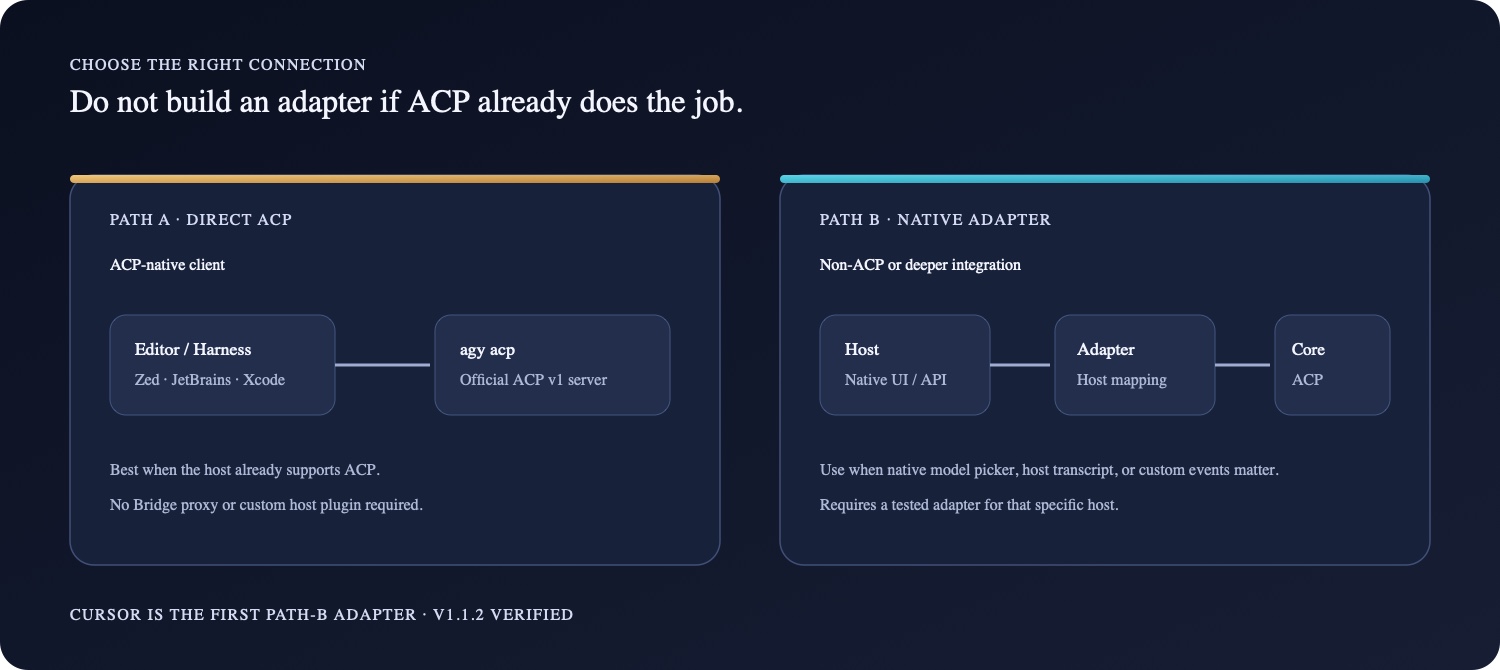 CHOOSE THE RIGHT CONNECTION
Do not build an adapter if ACP already does the job.
PATH A · DIRECT ACP
ACP-native client
Editor / Harness
Zed · JetBrains · Xcode
agy acp
Official ACP v1 server
Best when the host already supports ACP.
No Bridge proxy or custom host plugin required.
PATH B · NATIVE ADAPTER
Non-ACP or deeper integration
Host
Native UI / API
Adapter
Host mapping
Core
ACP
Use when native model picker, host transcript, or custom events matter.
Requires a tested adapter for that specific host.
CURSOR IS THE FIRST PATH-B ADAPTER · V1.1.2 VERIFIED